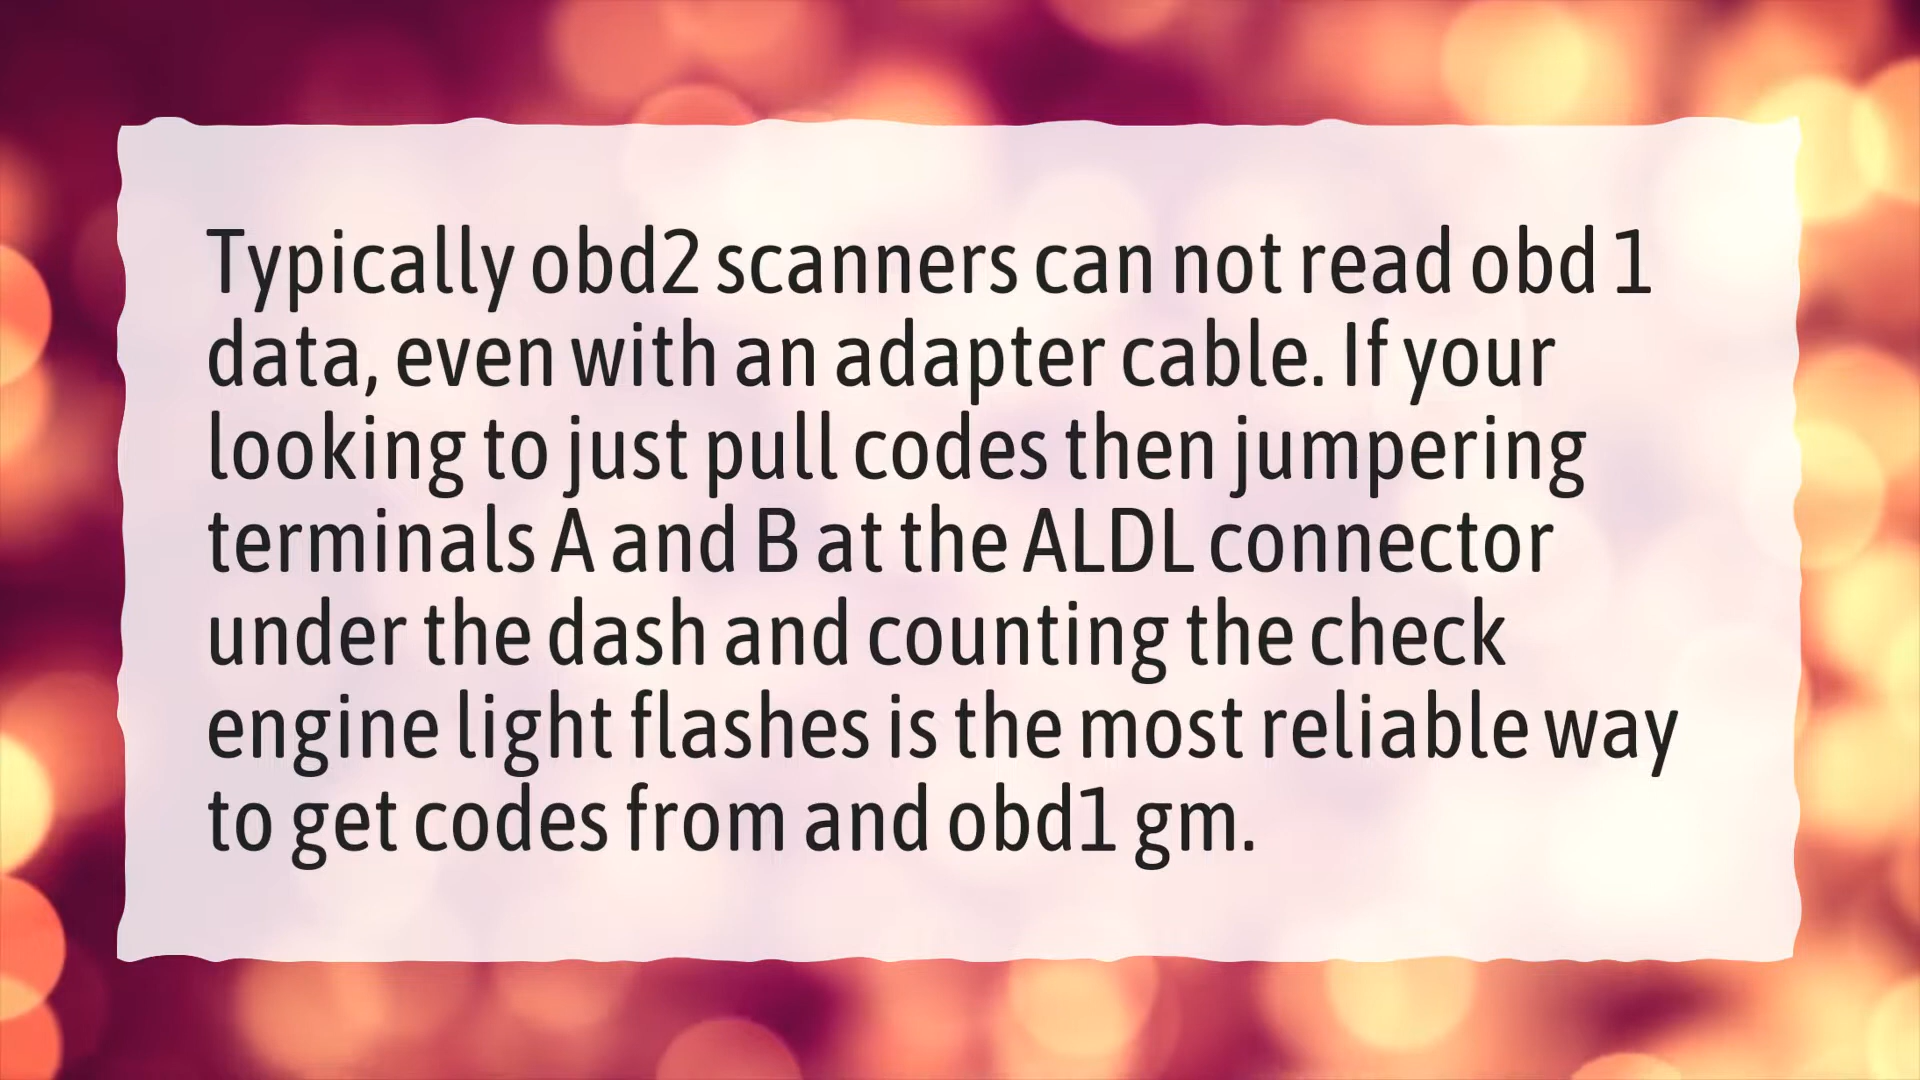 Typically obd2 scanners can not read obd 1
data, even with an adapter cable. If your
looking to just pull codes then jumpering
terminals A and B at the ALDL connector
under the dash and counting the check
engine light flashes is the most reliable way
to get codes from and obd1 gm.